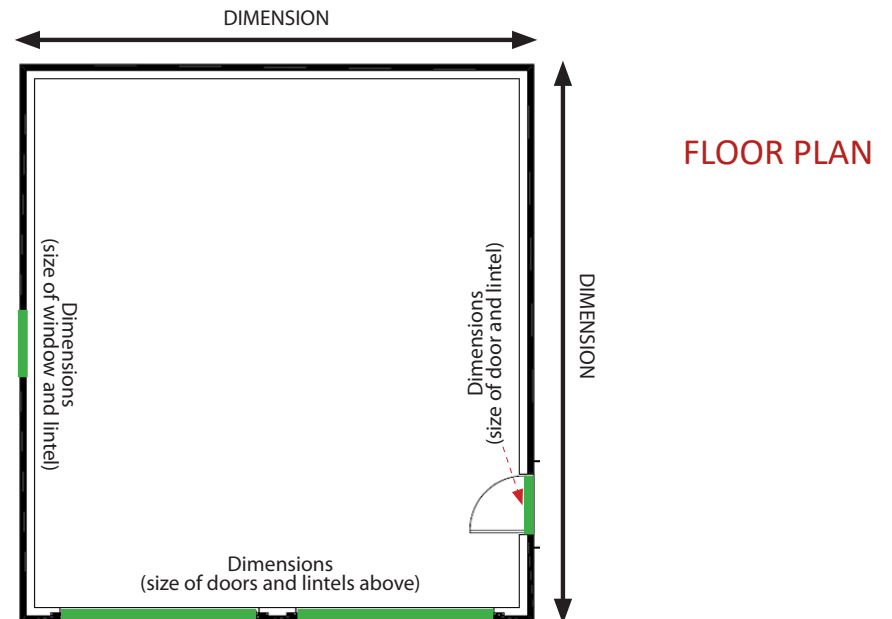 DIMENSION
FLOOR PLAN
Dimensions
(size of window and lintel)
Dimensions
(size of door and lintel)
DIMENSION
Dimensions
(size of doors and lintels above)